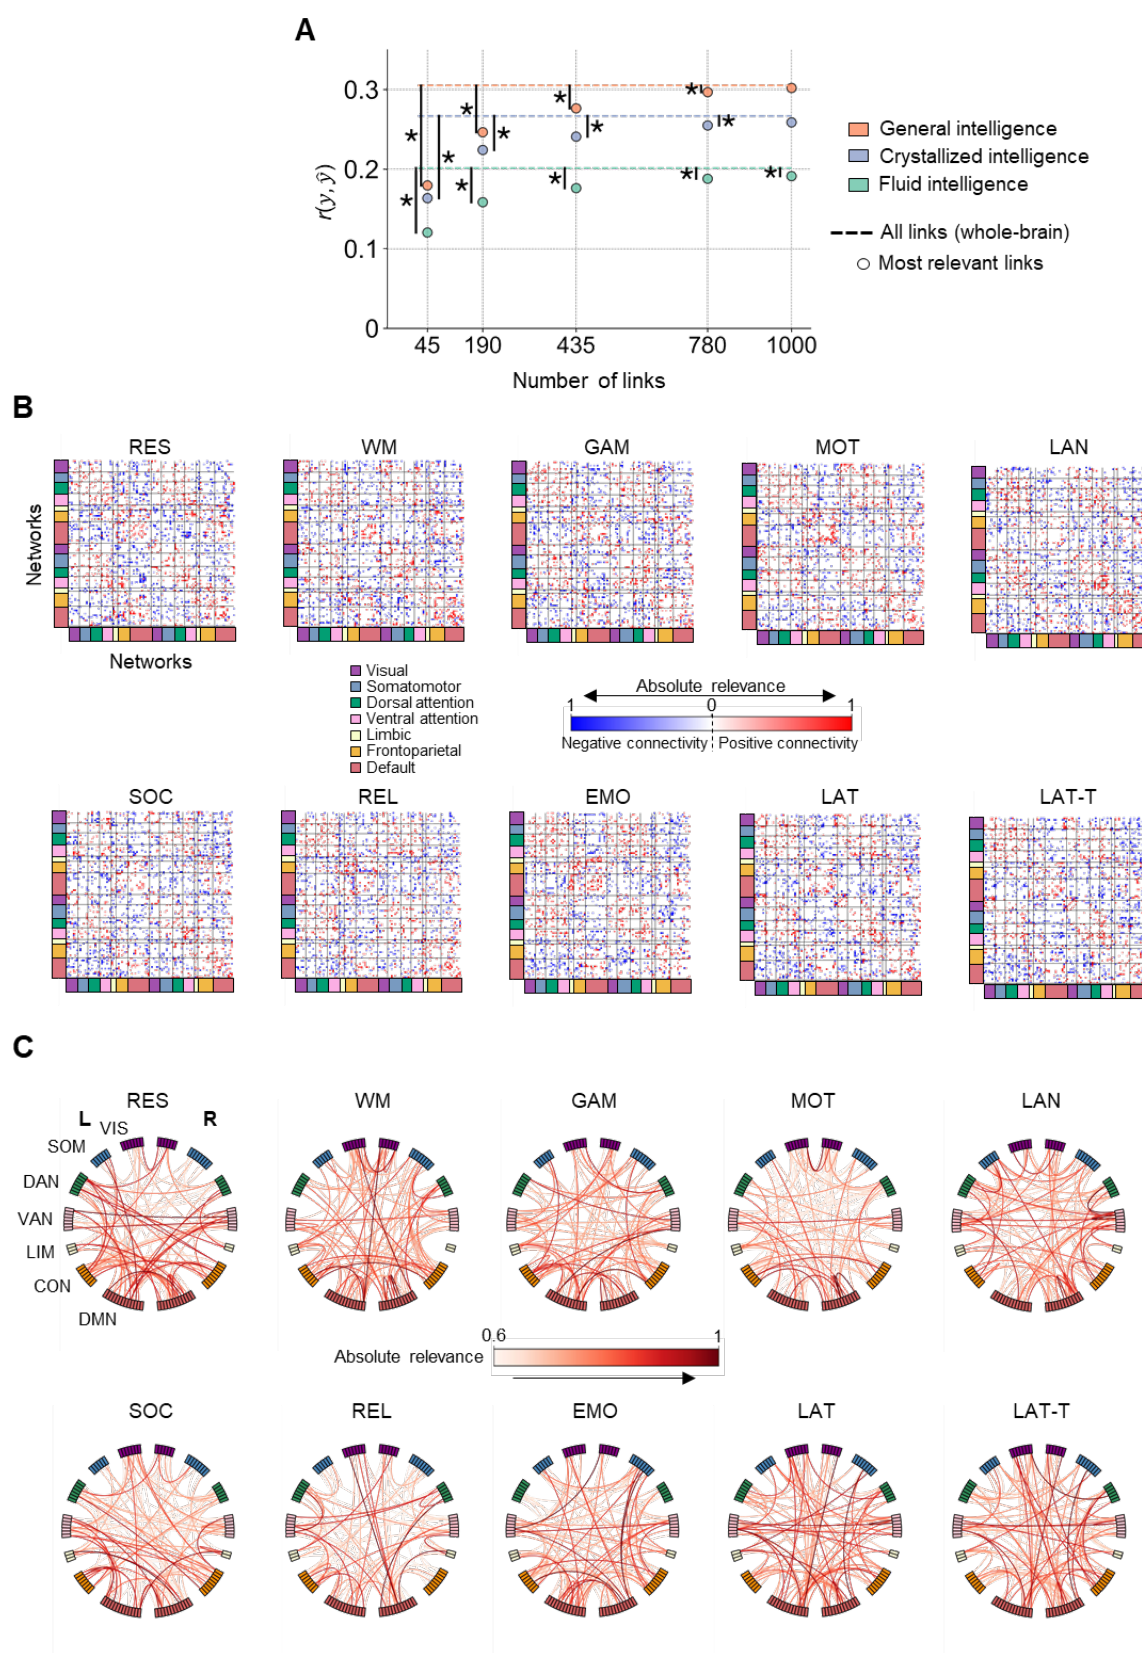 A
0.3
0.2
0.1
0
r(y, ŷ)
* * * * * * * * * * * * *
45 190 435 780 1000
Number of links
General intelligence
Crystallized intelligence
Fluid intelligence
All links (whole-brain)
Most relevant links
B
RES WM GAM MOT LAN
Networks
Networks
Visual
Somatomotor
Dorsal attention
Ventral attention
Limbic
Frontoparietal
Default
Absolute relevance
1 0 1
Negative connectivity Positive connectivity
SOC REL EMO LAT LAT-T
C
RES WM GAM MOT LAN
L R
VIS
SOM
DAN
VAN
LIM
CON
DMN
0.6 1
Absolute relevance
SOC REL EMO LAT LAT-T